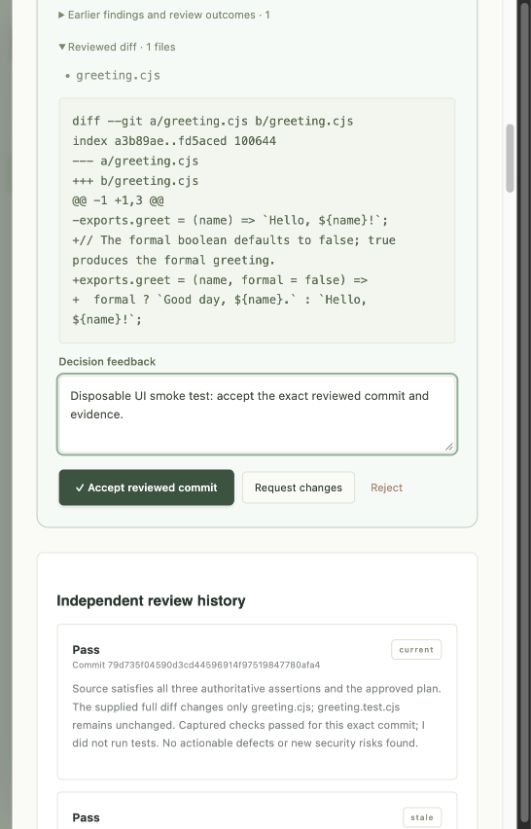 ▶ Earlier findings and review outcomes · 1
▼ Reviewed diff · 1 files
• greeting.cjs
diff --git a/greeting.cjs b/greeting.cjs
index a3b89ae..fd5aced 100644
--- a/greeting.cjs
+++ b/greeting.cjs
@@ -1 +1,3 @@
-exports.greet = (name) => `Hello, ${name}!`;
+// The formal boolean defaults to false; true
produces the formal greeting.
+exports.greet = (name, formal = false) =>
+  formal ? `Good day, ${name}.` : `Hello,
${name}!`;
Decision feedback
Disposable UI smoke test: accept the exact reviewed commit and
evidence.
✓ Accept reviewed commit
Request changes
Reject
Independent review history
Pass
current
Commit 79d735f04590d3cd44596914f97519847780afa4
Source satisfies all three authoritative assertions and the approved plan.
The supplied full diff changes only greeting.cjs; greeting.test.cjs
remains unchanged. Captured checks passed for this exact commit; I
did not run tests. No actionable defects or new security risks found.
Pass
stale